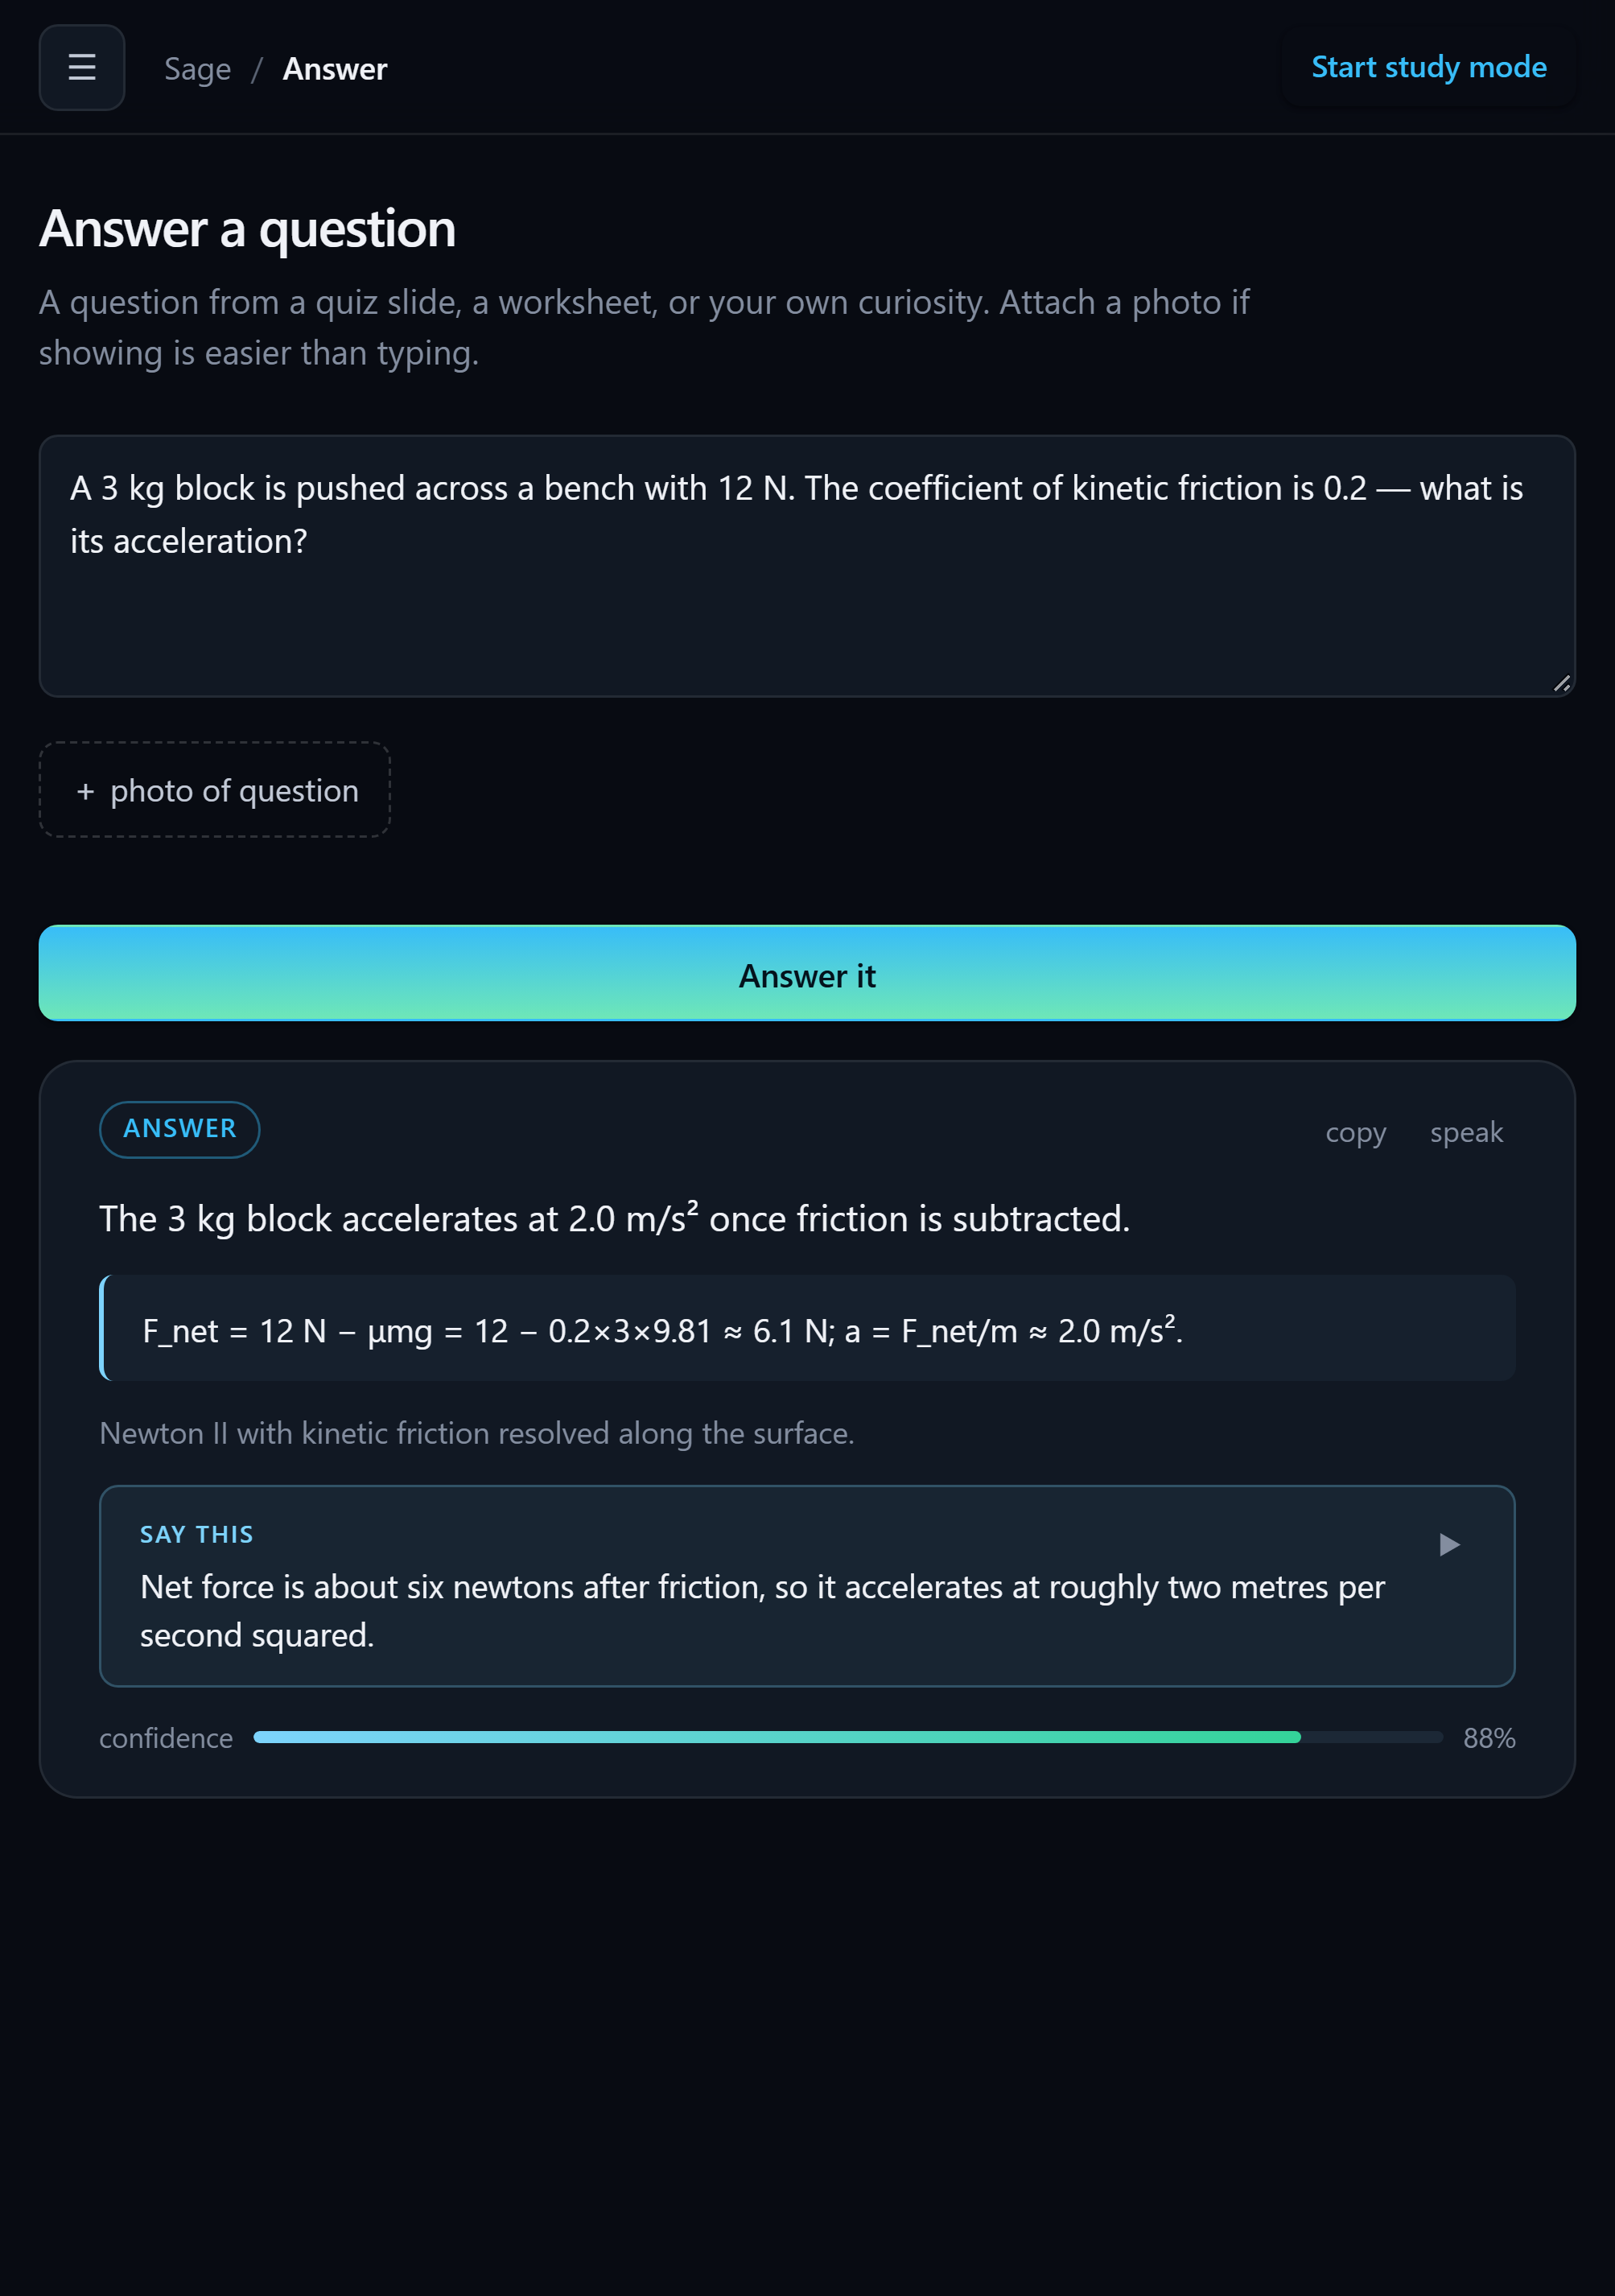 Sage / Answer
Start study mode
Answer a question
A question from a quiz slide, a worksheet, or your own curiosity. Attach a photo if
showing is easier than typing.
A 3 kg block is pushed across a bench with 12 N. The coefficient of kinetic friction is 0.2 — what is
its acceleration?
+ photo of question
Answer it
ANSWER
copy speak
The 3 kg block accelerates at 2.0 m/s² once friction is subtracted.
F_net = 12 N − μmg = 12 − 0.2×3×9.81 ≈ 6.1 N; a = F_net/m ≈ 2.0 m/s².
Newton II with kinetic friction resolved along the surface.
SAY THIS
Net force is about six newtons after friction, so it accelerates at roughly two metres per
second squared.
confidence 88%